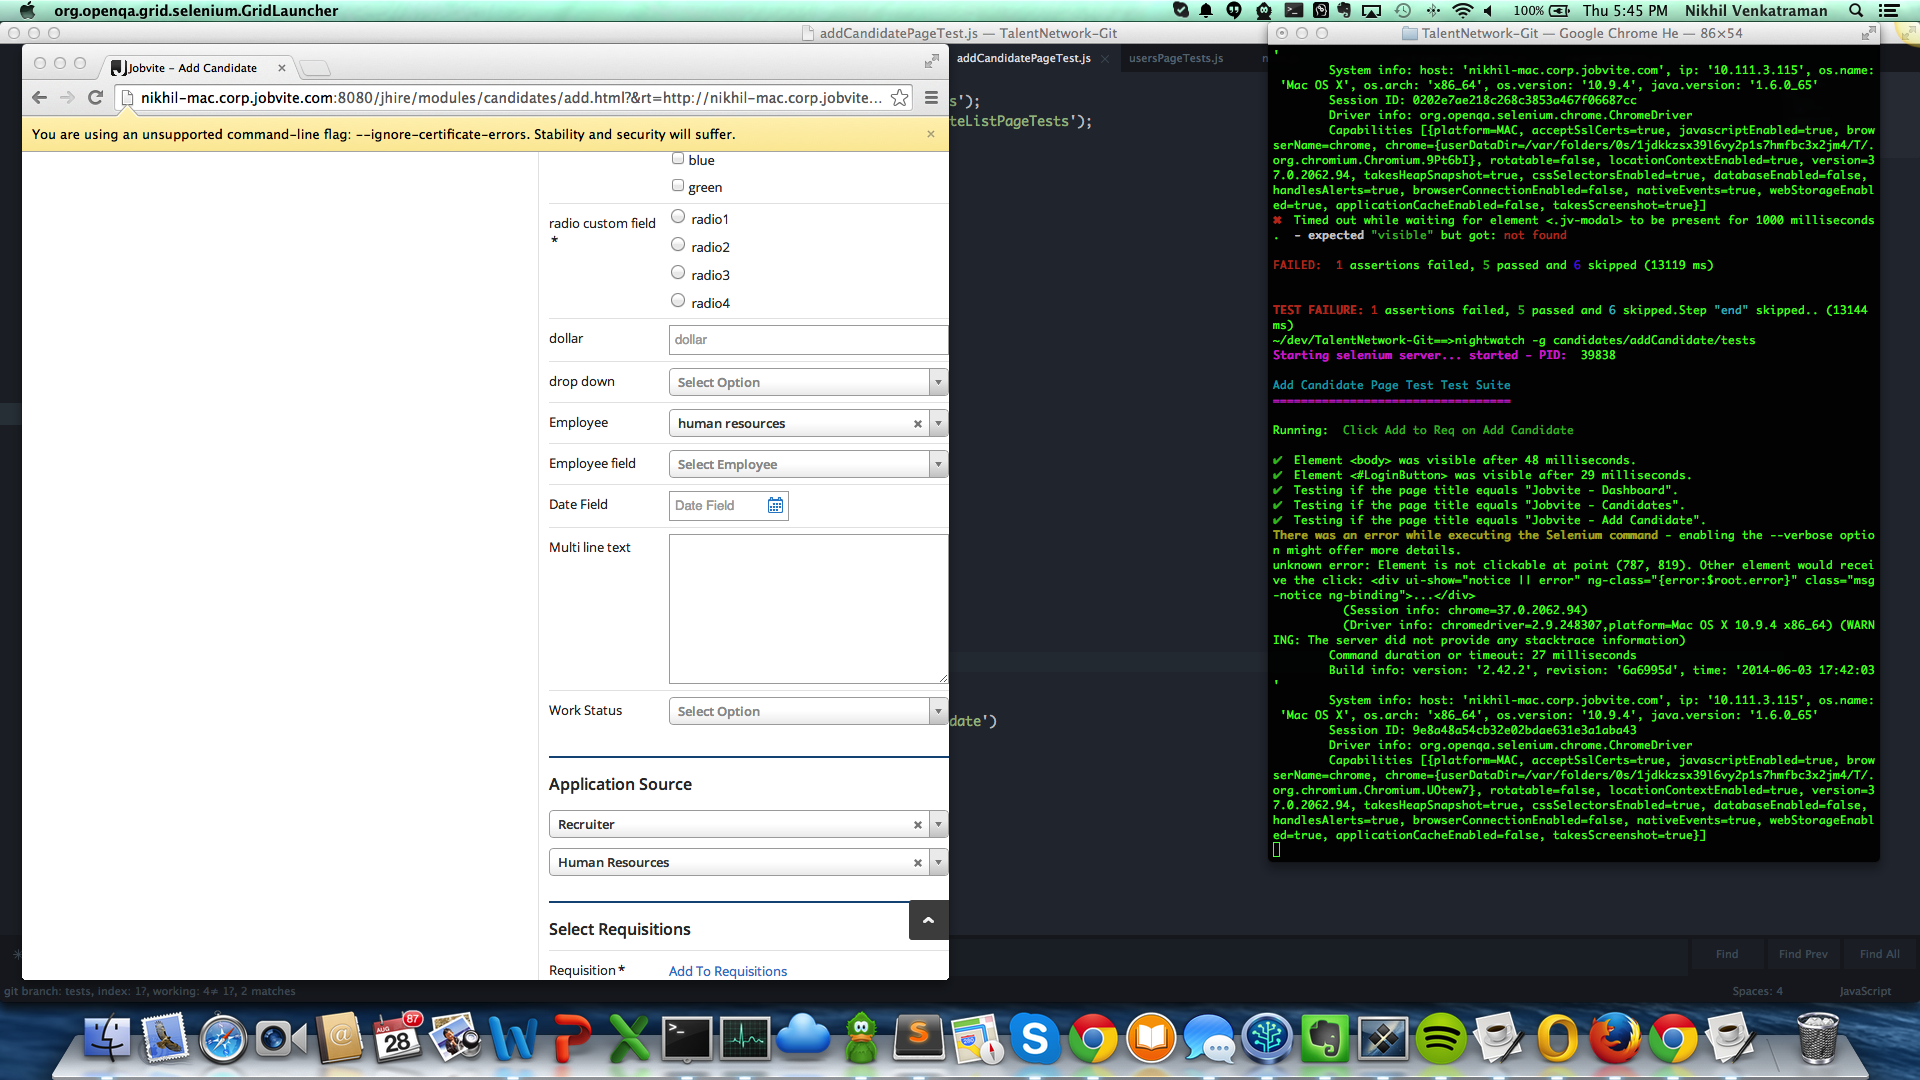 org.openqa.grid.selenium.GridLauncher
100%
Thu 5:45 PM
Nikhil Venkatraman
addCandidatePageTest.js — TalentNetwork-Git
Jobvite – Add Candidate
nikhil-mac.corp.jobvite.com:8080/jhire/modules/candidates/add.html?&rt=http://nikhil-mac.corp.jobvite...
You are using an unsupported command-line flag: --ignore-certificate-errors. Stability and security will suffer.
blue
green
radio custom field
*
radio1
radio2
radio3
radio4
dollar
dollar
drop down
Select Option
Employee
human resources
Employee field
Select Employee
Date Field
Date Field
Multi line text
Work Status
Select Option
Application Source
Recruiter
Human Resources
Select Requisitions
Requisition *
Add To Requisitions
addCandidatePageTest.js
usersPageTests.js
s');
teListPageTests');
date')
Find
Find Prev
Find All
git branch: tests, index: 1?, working: 4≠ 1?, 2 matches
Spaces: 4
JavaScript
TalentNetwork-Git — Google Chrome He — 86×54
'
System info: host: 'nikhil-mac.corp.jobvite.com', ip: '10.111.3.115', os.name:
'Mac OS X', os.arch: 'x86_64', os.version: '10.9.4', java.version: '1.6.0_65'
Session ID: 0202e7ae218c268c3853a467f06687cc
Driver info: org.openqa.selenium.chrome.ChromeDriver
Capabilities [{platform=MAC, acceptSslCerts=true, javascriptEnabled=true, brow
serName=chrome, chrome={userDataDir=/var/folders/0s/1jdkkzsx39l6vy2p1s7hmfbc3x2jm4/T/.
org.chromium.Chromium.9Pt6bI}, rotatable=false, locationContextEnabled=true, version=3
7.0.2062.94, takesHeapSnapshot=true, cssSelectorsEnabled=true, databaseEnabled=false,
handlesAlerts=true, browserConnectionEnabled=false, nativeEvents=true, webStorageEnabl
ed=true, applicationCacheEnabled=false, takesScreenshot=true}]
✖ Timed out while waiting for element <.jv-modal> to be present for 1000 milliseconds
. - expected "visible" but got: not found
FAILED: 1 assertions failed, 5 passed and 6 skipped (13119 ms)
TEST FAILURE: 1 assertions failed, 5 passed and 6 skipped.Step "end" skipped.. (13144
ms)
~/dev/TalentNetwork-Git==>nightwatch -g candidates/addCandidate/tests
Starting selenium server... started - PID: 39838
Add Candidate Page Test Test Suite
==================================
Running: Click Add to Req on Add Candidate
✔ Element <body> was visible after 48 milliseconds.
✔ Element <#LoginButton> was visible after 29 milliseconds.
✔ Testing if the page title equals "Jobvite - Dashboard".
✔ Testing if the page title equals "Jobvite - Candidates".
✔ Testing if the page title equals "Jobvite - Add Candidate".
There was an error while executing the Selenium command - enabling the --verbose optio
n might offer more details.
unknown error: Element is not clickable at point (787, 819). Other element would recei
ve the click: <div ui-show="notice || error" ng-class="{error:$root.error}" class="msg
-notice ng-binding">...</div>
(Session info: chrome=37.0.2062.94)
(Driver info: chromedriver=2.9.248307,platform=Mac OS X 10.9.4 x86_64) (WARN
ING: The server did not provide any stacktrace information)
Command duration or timeout: 27 milliseconds
Build info: version: '2.42.2', revision: '6a6995d', time: '2014-06-03 17:42:03
'
System info: host: 'nikhil-mac.corp.jobvite.com', ip: '10.111.3.115', os.name:
'Mac OS X', os.arch: 'x86_64', os.version: '10.9.4', java.version: '1.6.0_65'
Session ID: 9e8a48a54cb32e02bdae631e3a1aba43
Driver info: org.openqa.selenium.chrome.ChromeDriver
Capabilities [{platform=MAC, acceptSslCerts=true, javascriptEnabled=true, brow
serName=chrome, chrome={userDataDir=/var/folders/0s/1jdkkzsx39l6vy2p1s7hmfbc3x2jm4/T/.
org.chromium.Chromium.UOtew7}, rotatable=false, locationContextEnabled=true, version=3
7.0.2062.94, takesHeapSnapshot=true, cssSelectorsEnabled=true, databaseEnabled=false,
handlesAlerts=true, browserConnectionEnabled=false, nativeEvents=true, webStorageEnabl
ed=true, applicationCacheEnabled=false, takesScreenshot=true}]
AUG
28
87